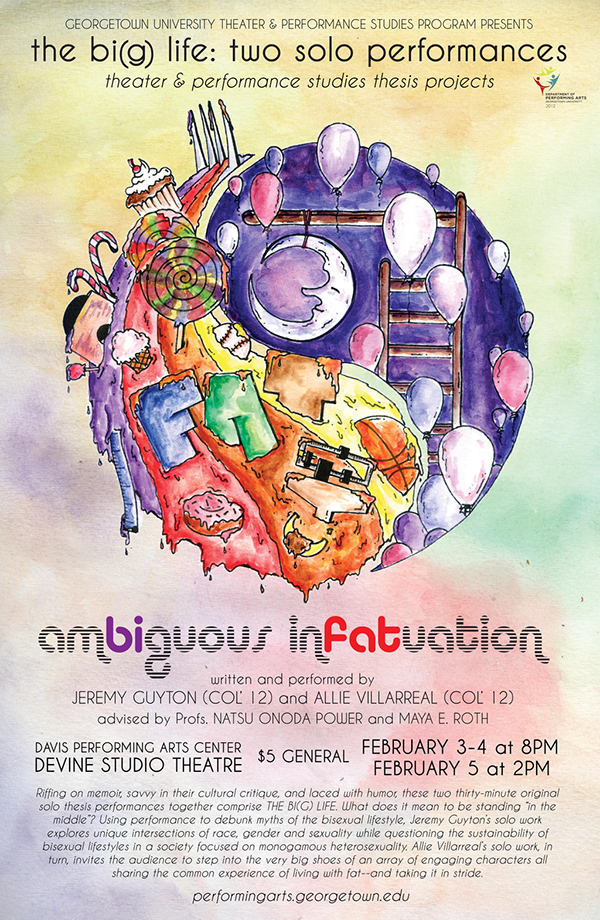 GEORGETOWN UNIVERSITY THEATER & PERFORMANCE STUDIES PROGRAM PRESENTS
the bi(g) life: two solo performances
theater & performance studies thesis projects
DEPARTMENT OF
PERFORMING ARTS
GEORGETOWN UNIVERSITY
2012
FAT
ambiguous inFatuation
written and performed by
JEREMY GUYTON (COL' 12) and ALLIE VILLARREAL (COL' 12)
advised by Profs. NATSU ONODA POWER and MAYA E. ROTH
DAVIS PERFORMING ARTS CENTER
DEVINE STUDIO THEATRE
$5 GENERAL
FEBRUARY 3-4 at 8PM
FEBRUARY 5 at 2PM
Riffing on memoir, savvy in their cultural critique, and laced with humor, these two thirty-minute original
solo thesis performances together comprise THE BI(G) LIFE. What does it mean to be standing "in the
middle"? Using performance to debunk myths of the bisexual lifestyle, Jeremy Guyton's solo work
explores unique intersections of race, gender and sexuality while questioning the sustainability of
bisexual lifestyles in a society focused on monogamous heterosexuality. Allie Villarreal's solo work, in
turn, invites the audience to step into the very big shoes of an array of engaging characters all
sharing the common experience of living with fat--and taking it in stride.
performingarts.georgetown.edu